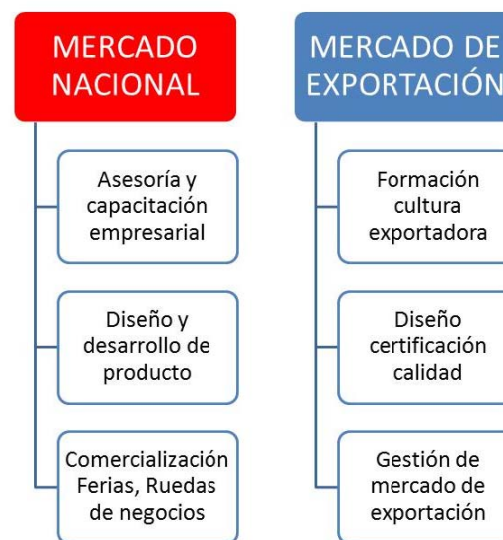 MERCADO
NACIONAL
Asesoría y
capacitación
empresarial
Diseño y
desarrollo de
producto
Comercialización
Ferias, Ruedas
de negocios
MERCADO DE
EXPORTACIÓN
Formación
cultura
exportadora
Diseño
certificación
calidad
Gestión de
mercado de
exportación